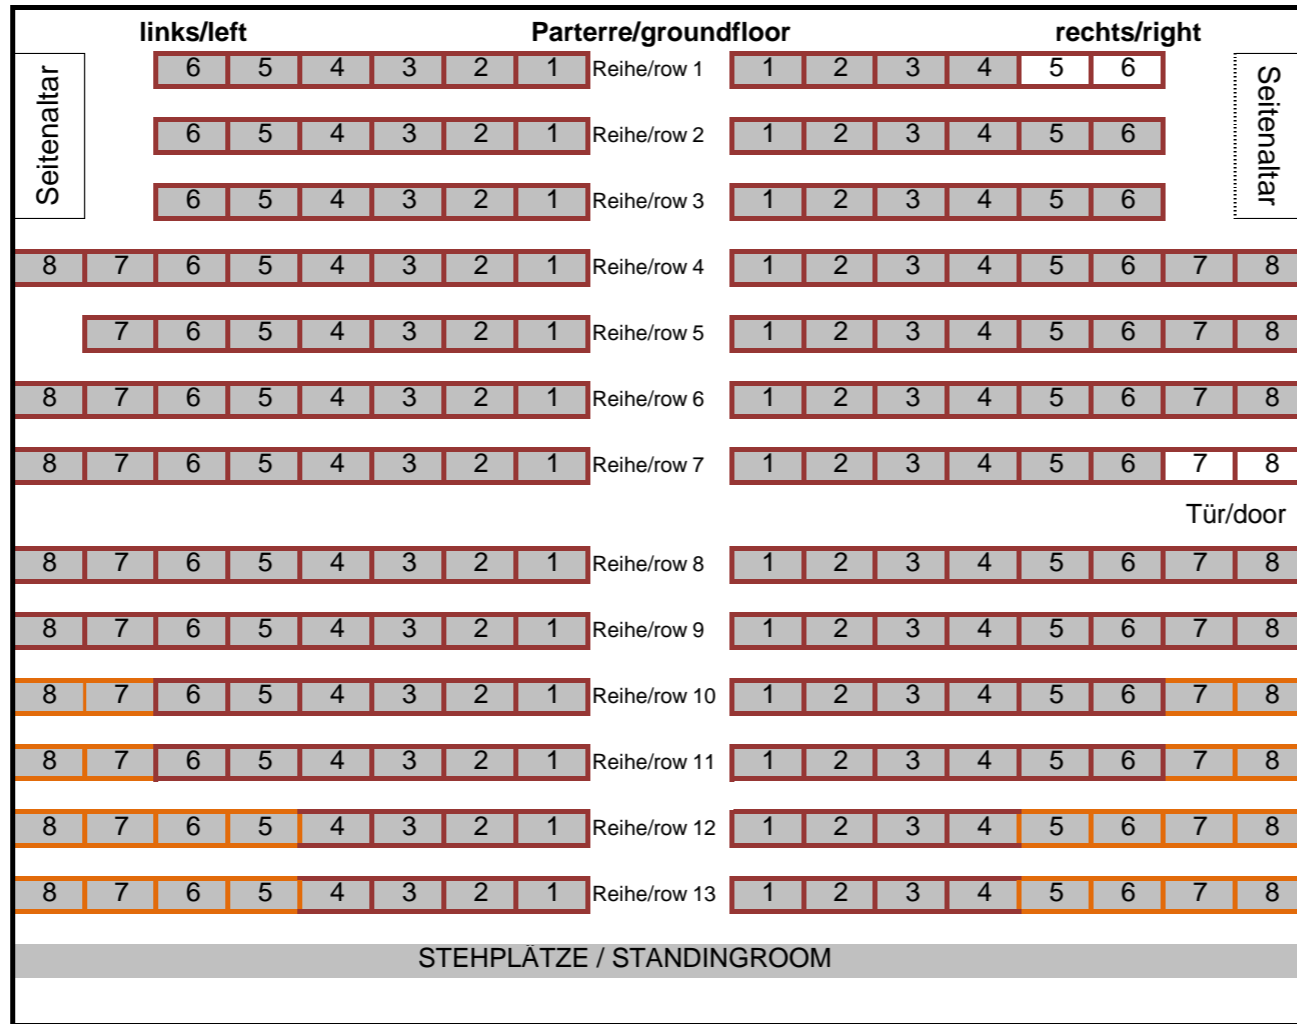 links/left Parterre/groundfloor rechts/right
Seitenaltar
Seitenaltar
6 5 4 3 2 1 Reihe/row 1 1 2 3 4 5 6
6 5 4 3 2 1 Reihe/row 2 1 2 3 4 5 6
6 5 4 3 2 1 Reihe/row 3 1 2 3 4 5 6
8 7 6 5 4 3 2 1 Reihe/row 4 1 2 3 4 5 6 7 8
7 6 5 4 3 2 1 Reihe/row 5 1 2 3 4 5 6 7 8
8 7 6 5 4 3 2 1 Reihe/row 6 1 2 3 4 5 6 7 8
8 7 6 5 4 3 2 1 Reihe/row 7 1 2 3 4 5 6 7 8
Tür/door
8 7 6 5 4 3 2 1 Reihe/row 8 1 2 3 4 5 6 7 8
8 7 6 5 4 3 2 1 Reihe/row 9 1 2 3 4 5 6 7 8
8 7 6 5 4 3 2 1 Reihe/row 10 1 2 3 4 5 6 7 8
8 7 6 5 4 3 2 1 Reihe/row 11 1 2 3 4 5 6 7 8
8 7 6 5 4 3 2 1 Reihe/row 12 1 2 3 4 5 6 7 8
8 7 6 5 4 3 2 1 Reihe/row 13 1 2 3 4 5 6 7 8
STEHPLÄTZE / STANDINGROOM